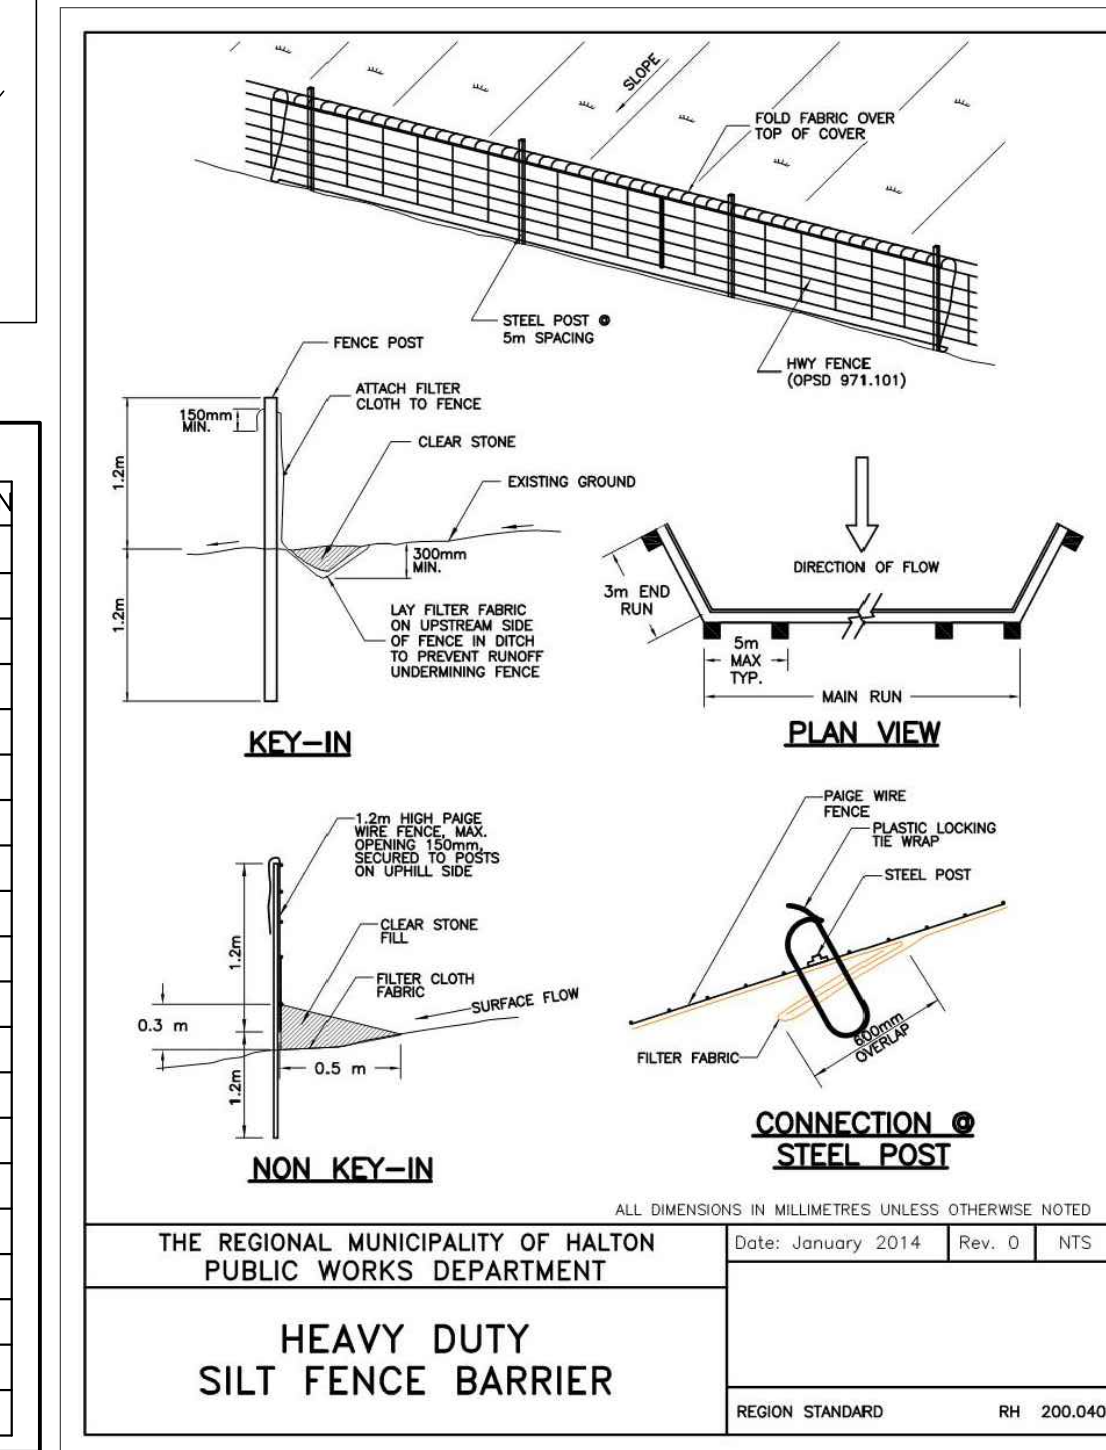 SLOPE
FOLD FABRIC OVER
TOP OF COVER
STEEL POST @
5m SPACING
HWY FENCE
(OPSD 971.101)
FENCE POST
ATTACH FILTER
CLOTH TO FENCE
150mm
MIN.
CLEAR STONE
EXISTING GROUND
1.2m
300mm
MIN.
1.2m
LAY FILTER FABRIC
ON UPSTREAM SIDE
OF FENCE IN DITCH
TO PREVENT RUNOFF
UNDERMINING FENCE
KEY-IN
DIRECTION OF FLOW
3m END
RUN
5m
MAX
TYP.
MAIN RUN
PLAN VIEW
1.2m HIGH PAIGE
WIRE FENCE, MAX.
OPENING 150mm,
SECURED TO POSTS
ON UPHILL SIDE
CLEAR STONE
FILL
FILTER CLOTH
FABRIC
SURFACE FLOW
1.2m
0.3 m
0.5 m
1.2m
NON KEY-IN
PAIGE WIRE
FENCE
PLASTIC LOCKING
TIE WRAP
STEEL POST
600mm
OVERLAP
FILTER FABRIC
CONNECTION @
STEEL POST
ALL DIMENSIONS IN MILLIMETRES UNLESS OTHERWISE NOTED
THE REGIONAL MUNICIPALITY OF HALTON
PUBLIC WORKS DEPARTMENT
Date: January 2014 Rev. 0 NTS
HEAVY DUTY
SILT FENCE BARRIER
REGION STANDARD RH 200.040